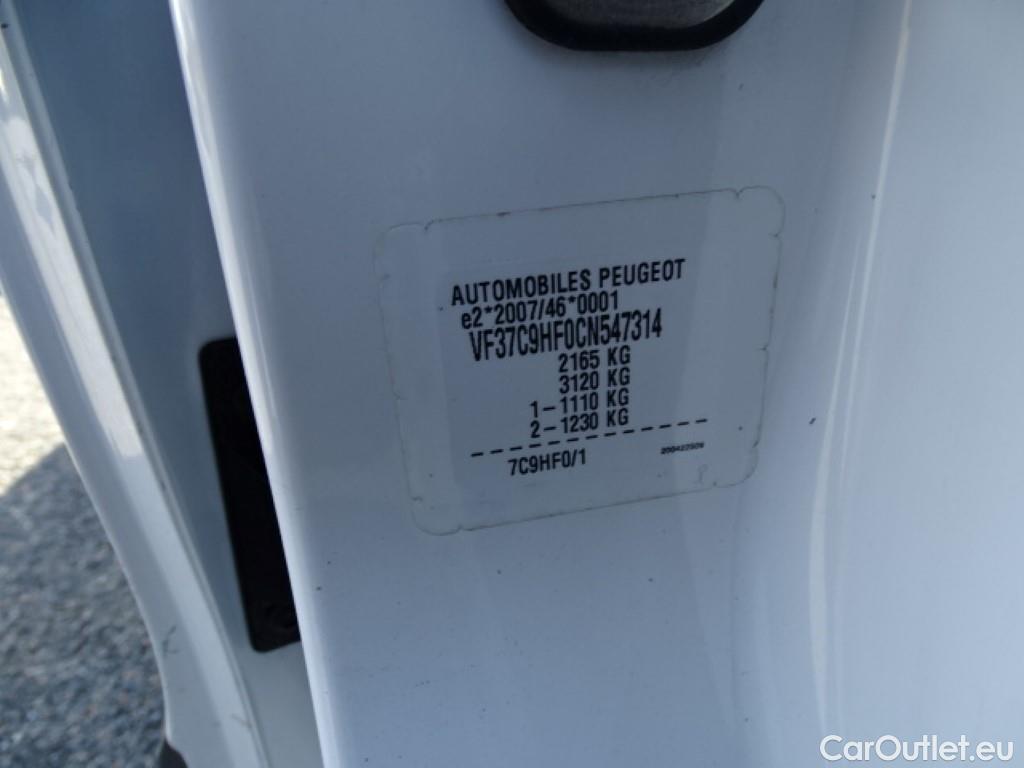 AUTOMOBILES PEUGEOT
e2*2007/46*0001
VF37C9HF0CN547314
2165 KG
3120 KG
1-1110 KG
2-1230 KG
7C9HF0/1
CarOutlet.eu